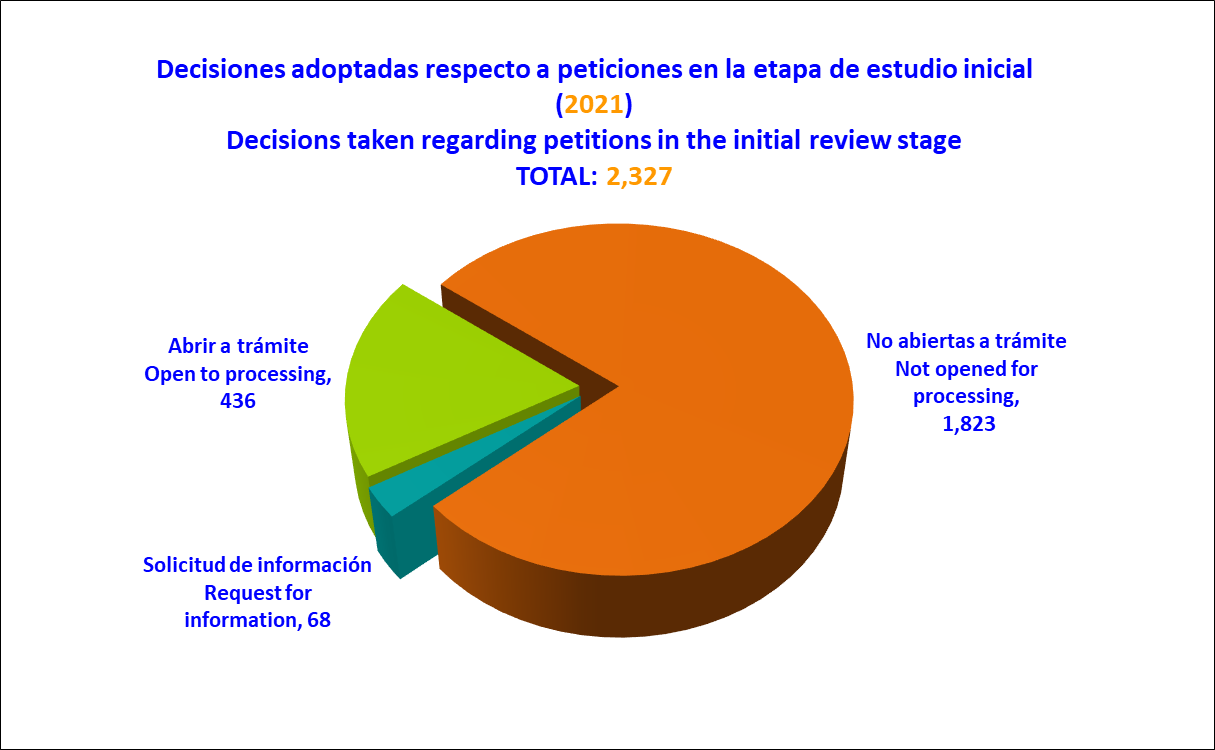 Decisiones adoptadas respecto a peticiones en la etapa de estudio inicial
(2021)
Decisions taken regarding petitions in the initial review stage
TOTAL: 2,327
Abrir a trámite
Open to processing,
436
No abiertas a trámite
Not opened for
processing,
1,823
Solicitud de información
Request for
information, 68